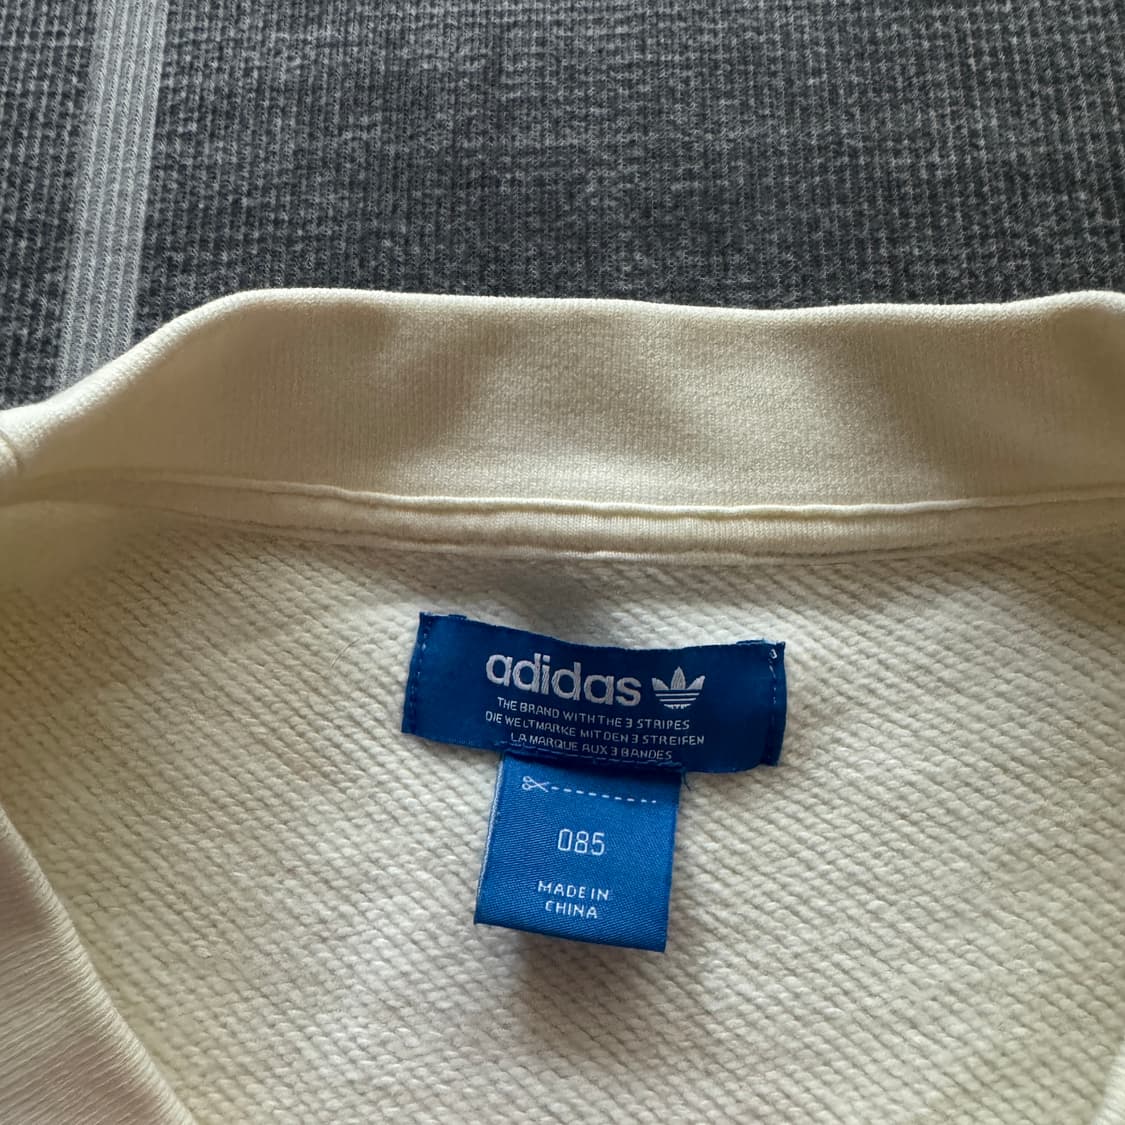 adidas
THE BRAND WITH THE 3 STRIPES
DIE WELTMARKE MIT DEN 3 STREIFEN
LA MARQUE AUX 3 BANDES
085
MADE IN
CHINA